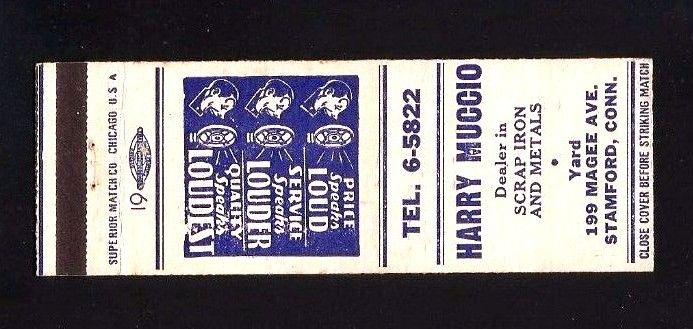 SUPERIOR MATCH CO. CHICAGO U.S.A
19
PRICE
Speaks
LOUD
SERVICE
Speaks
LOUDER
QUALITY
Speaks
LOUDEST
TEL. 6-5822
HARRY MUCCIO
Dealer in
SCRAP IRON
AND METALS
•
Yard
199 MAGEE AVE.
STAMFORD, CONN.
CLOSE COVER BEFORE STRIKING MATCH